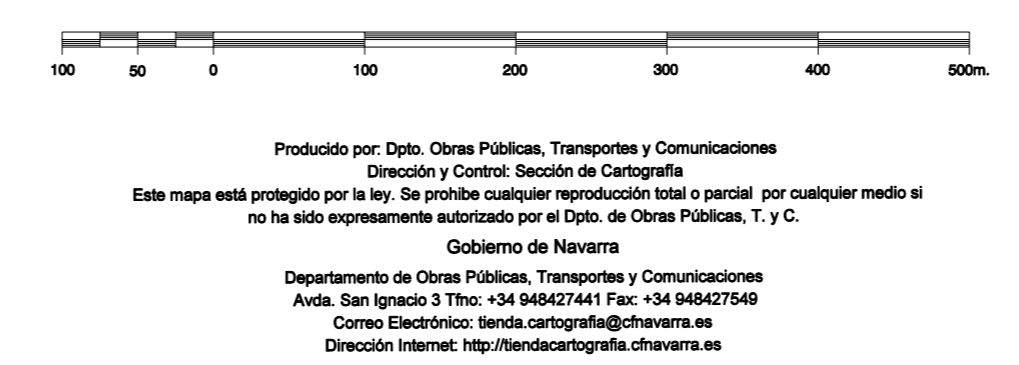 100 50 0 100 200 300 400 500m.
Producido por: Dpto. Obras Públicas, Transportes y Comunicaciones
Dirección y Control: Sección de Cartografía
Este mapa está protegido por la ley. Se prohibe cualquier reproducción total o parcial por cualquier medio si
no ha sido expresamente autorizado por el Dpto. de Obras Públicas, T. y C.
Gobierno de Navarra
Departamento de Obras Públicas, Transportes y Comunicaciones
Avda. San Ignacio 3 Tfno: +34 948427441 Fax: +34 948427549
Correo Electrónico: tienda.cartografia@cfnavarra.es
Dirección Internet: http://tiendacartografia.cfnavarra.es